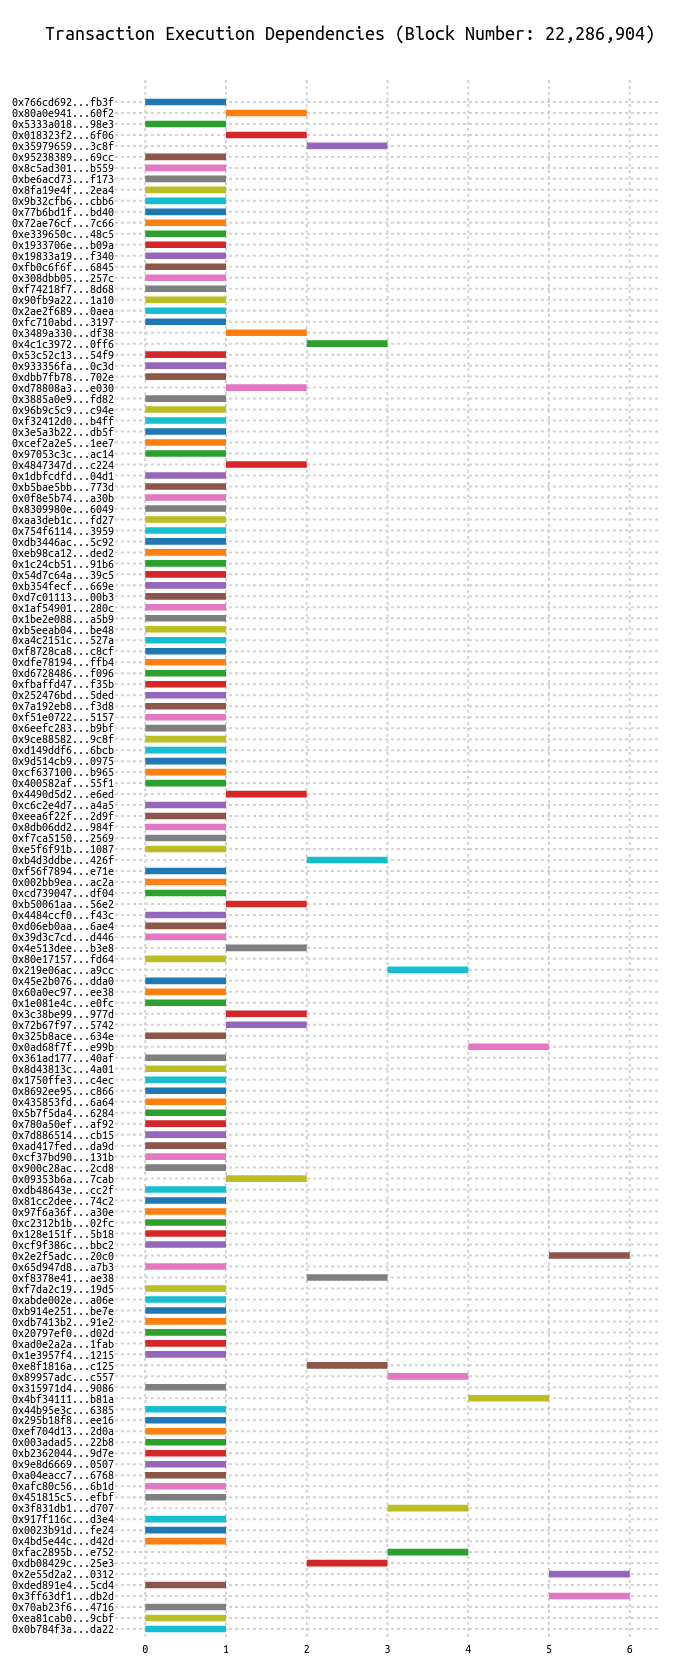 Transaction Execution Dependencies (Block Number: 22,286,904)
0x766cd692...fb3f
0x80a0e941...60f2
0x5333a018...98e3
0x018323f2...6f06
0x35979659...3c8f
0x95238389...69cc
0x8c5ad301...b559
0xbe6acd73...f173
0x8fa19e4f...2ea4
0x9b32cfb6...cbb6
0x77b6bd1f...bd40
0x72ae76cf...7c66
0xe339650c...48c5
0x1933706e...b09a
0x19833a19...f340
0xfb0c6f6f...6845
0x308dbb05...257c
0xf74218f7...8d68
0x90fb9a22...1a10
0x2ae2f689...0aea
0xfc710abd...3197
0x3489a330...df38
0x4c1c3972...0ff6
0x53c52c13...54f9
0x933356fa...0c3d
0xdbb7fb78...702e
0xd78808a3...e030
0x3885a0e9...fd82
0x96b9c5c9...c94e
0xf32412d0...b4ff
0x3e5a3b22...db5f
0xcef2a2e5...1ee7
0x97053c3c...ac14
0x4847347d...c224
0x1dbfcdfd...04d1
0xb5bae5bb...773d
0x0f8e5b74...a30b
0x8309980e...6049
0xaa3deb1c...fd27
0x754f6114...3959
0xdb3446ac...5c92
0xeb98ca12...ded2
0x1c24cb51...91b6
0x54d7c64a...39c5
0xb354fecf...669e
0xd7c01113...00b3
0x1af54901...280c
0x1be2e088...a5b9
0xb5eeab04...be48
0xa4c2151c...527a
0xf8728ca8...c8cf
0xdfe78194...ffb4
0xd6728486...f096
0xfbaffd47...f35b
0x252476bd...5ded
0x7a192eb8...f3d8
0xf51e0722...5157
0x6eefc283...b9bf
0x9ce88582...9c8f
0xd149ddf6...6bcb
0x9d514cb9...0975
0xcf637100...b965
0x400582af...55f1
0x4490d5d2...e6ed
0xc6c2e4d7...a4a5
0xeea6f22f...2d9f
0x8db06dd2...984f
0xf7ca5150...2569
0xe5f6f91b...1087
0xb4d3ddbe...426f
0xf56f7894...e71e
0x002bb9ea...ac2a
0xcd739047...df04
0xb50061aa...56e2
0x4484ccf0...f43c
0xd06eb0aa...6ae4
0x39d3c7cd...d446
0x4e513dee...b3e8
0x80e17157...fd64
0x219e06ac...a9cc
0x45e2b076...dda0
0x60a0ec97...ee38
0x1e081e4c...e0fc
0x3c38be99...977d
0x72b67f97...5742
0x325b8ace...634e
0x0ad68f7f...e99b
0x361ad177...40af
0x8d43813c...4a01
0x1750ffe3...c4ec
0x8692ee95...c866
0x435853fd...6a64
0x5b7f5da4...6284
0x780a50ef...af92
0x7d886514...cb15
0xad417fed...da9d
0xcf37bd90...131b
0x900c28ac...2cd8
0x09353b6a...7cab
0xdb48643e...cc2f
0x81cc2dee...74c2
0x97f6a36f...a30e
0xc2312b1b...02fc
0x128e151f...5b18
0xcf9f386c...bbc2
0x2e2f5adc...20c0
0x65d947d8...a7b3
0xf8378e41...ae38
0xf7da2c19...19d5
0xabde002e...a06e
0xb914e251...be7e
0xdb7413b2...91e2
0x20797ef0...d02d
0xad0e2a2a...1fab
0x1e3957f4...1215
0xe8f1816a...c125
0x89957adc...c557
0x315971d4...9086
0x4bf34111...b81a
0x44b95e3c...6385
0x295b18f8...ee16
0xef704d13...2d0a
0x003adad5...22b8
0xb2362044...9d7e
0x9e8d6669...0507
0xa04eacc7...6768
0xafc80c56...6b1d
0x451815c5...efbf
0x3f831db1...d707
0x917f116c...d3e4
0x0023b91d...fe24
0x4bd5e44c...d42d
0xfac2895b...e752
0xdb08429c...25e3
0x2e55d2a2...0312
0xded891e4...5cd4
0x3ff63df1...db2d
0x70ab23f6...4716
0xea81cab0...9cbf
0x0b784f3a...da22
0 1 2 3 4 5 6